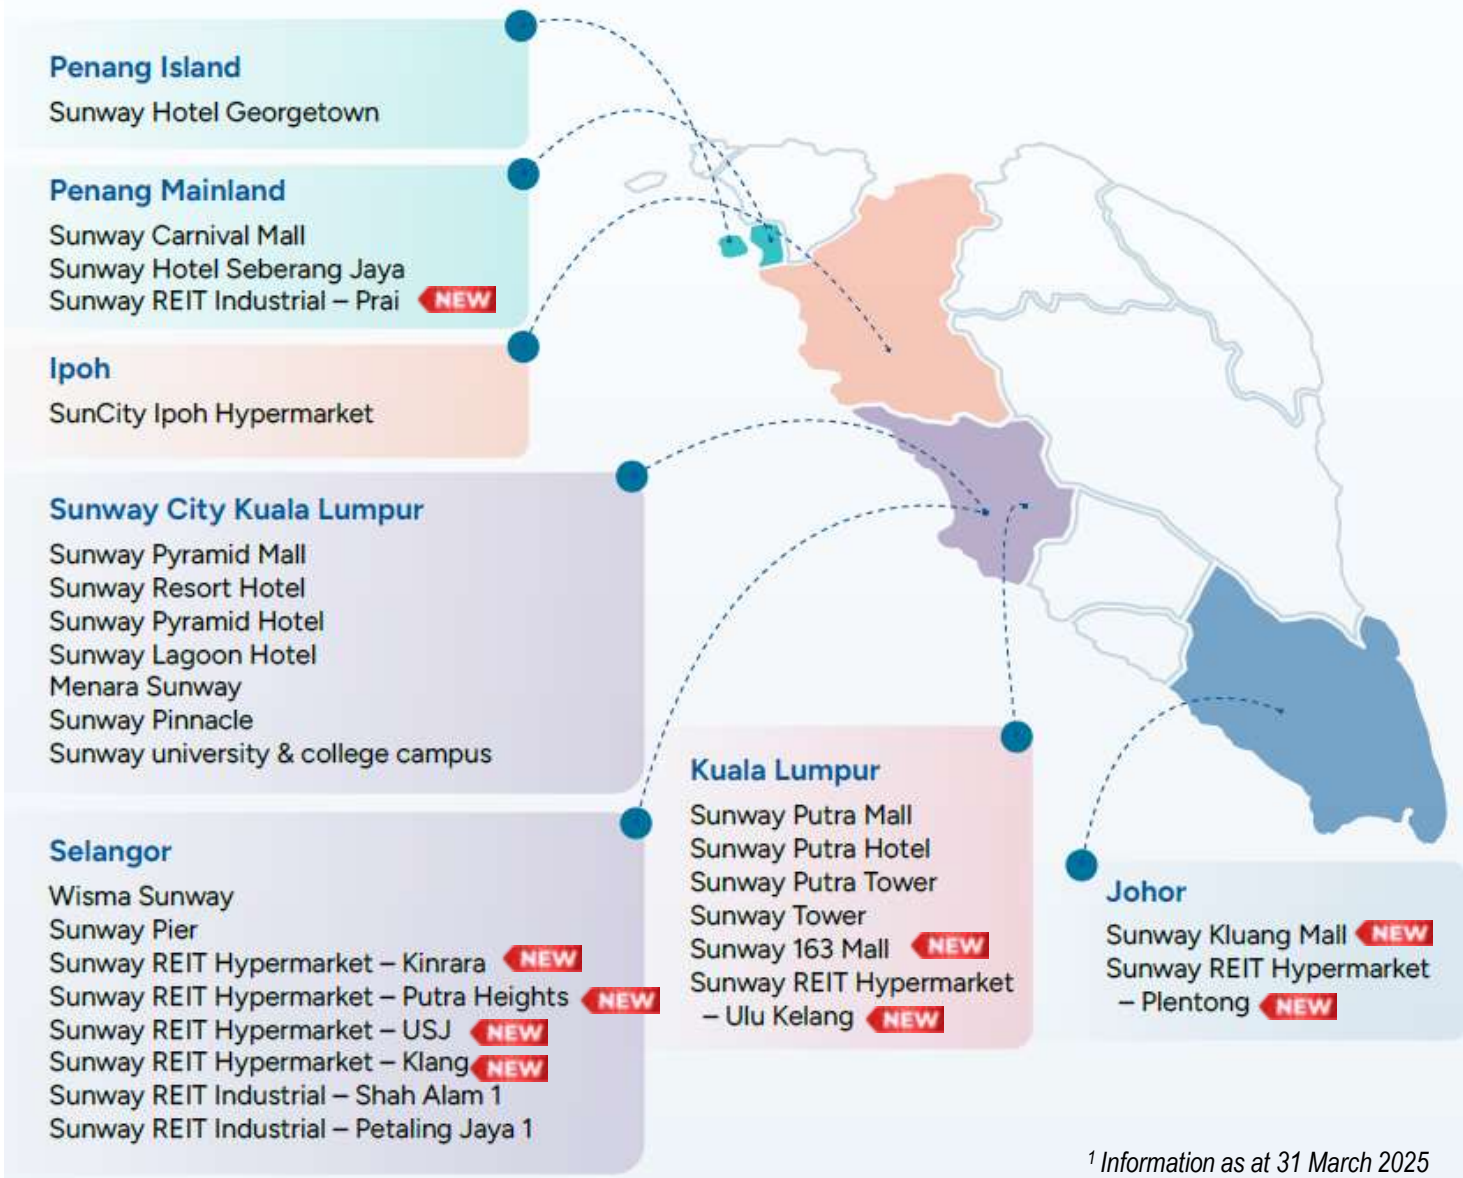 Penang Island
Sunway Hotel Georgetown
Penang Mainland
Sunway Carnival Mall
Sunway Hotel Seberang Jaya
Sunway REIT Industrial – Prai NEW
Ipoh
SunCity Ipoh Hypermarket
Sunway City Kuala Lumpur
Sunway Pyramid Mall
Sunway Resort Hotel
Sunway Pyramid Hotel
Sunway Lagoon Hotel
Menara Sunway
Sunway Pinnacle
Sunway university & college campus
Selangor
Wisma Sunway
Sunway Pier
Sunway REIT Hypermarket – Kinrara NEW
Sunway REIT Hypermarket – Putra Heights NEW
Sunway REIT Hypermarket – USJ NEW
Sunway REIT Hypermarket – Klang NEW
Sunway REIT Industrial – Shah Alam 1
Sunway REIT Industrial – Petaling Jaya 1
Kuala Lumpur
Sunway Putra Mall
Sunway Putra Hotel
Sunway Putra Tower
Sunway Tower
Sunway 163 Mall NEW
Sunway REIT Hypermarket
– Ulu Kelang NEW
Johor
Sunway Kluang Mall NEW
Sunway REIT Hypermarket
– Plentong NEW
¹ Information as at 31 March 2025